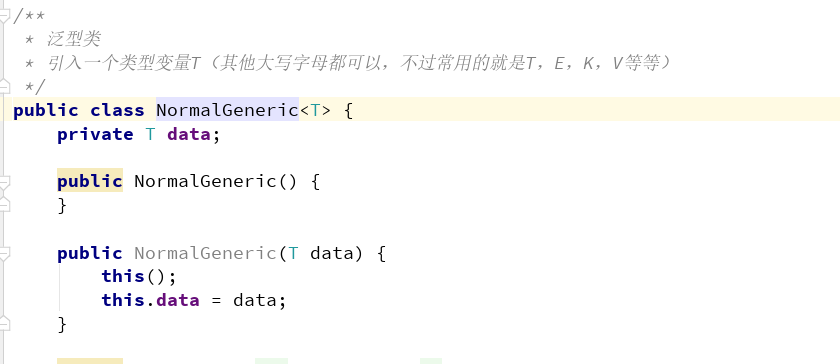 /**
 * 泛型类
 * 引入一个类型变量T（其他大写字母都可以，不过常用的就是T，E，K，V等等）
 */
public class NormalGeneric<T> {
    private T data;
    public NormalGeneric() {
    }
    public NormalGeneric(T data) {
        this();
        this.data = data;
    }